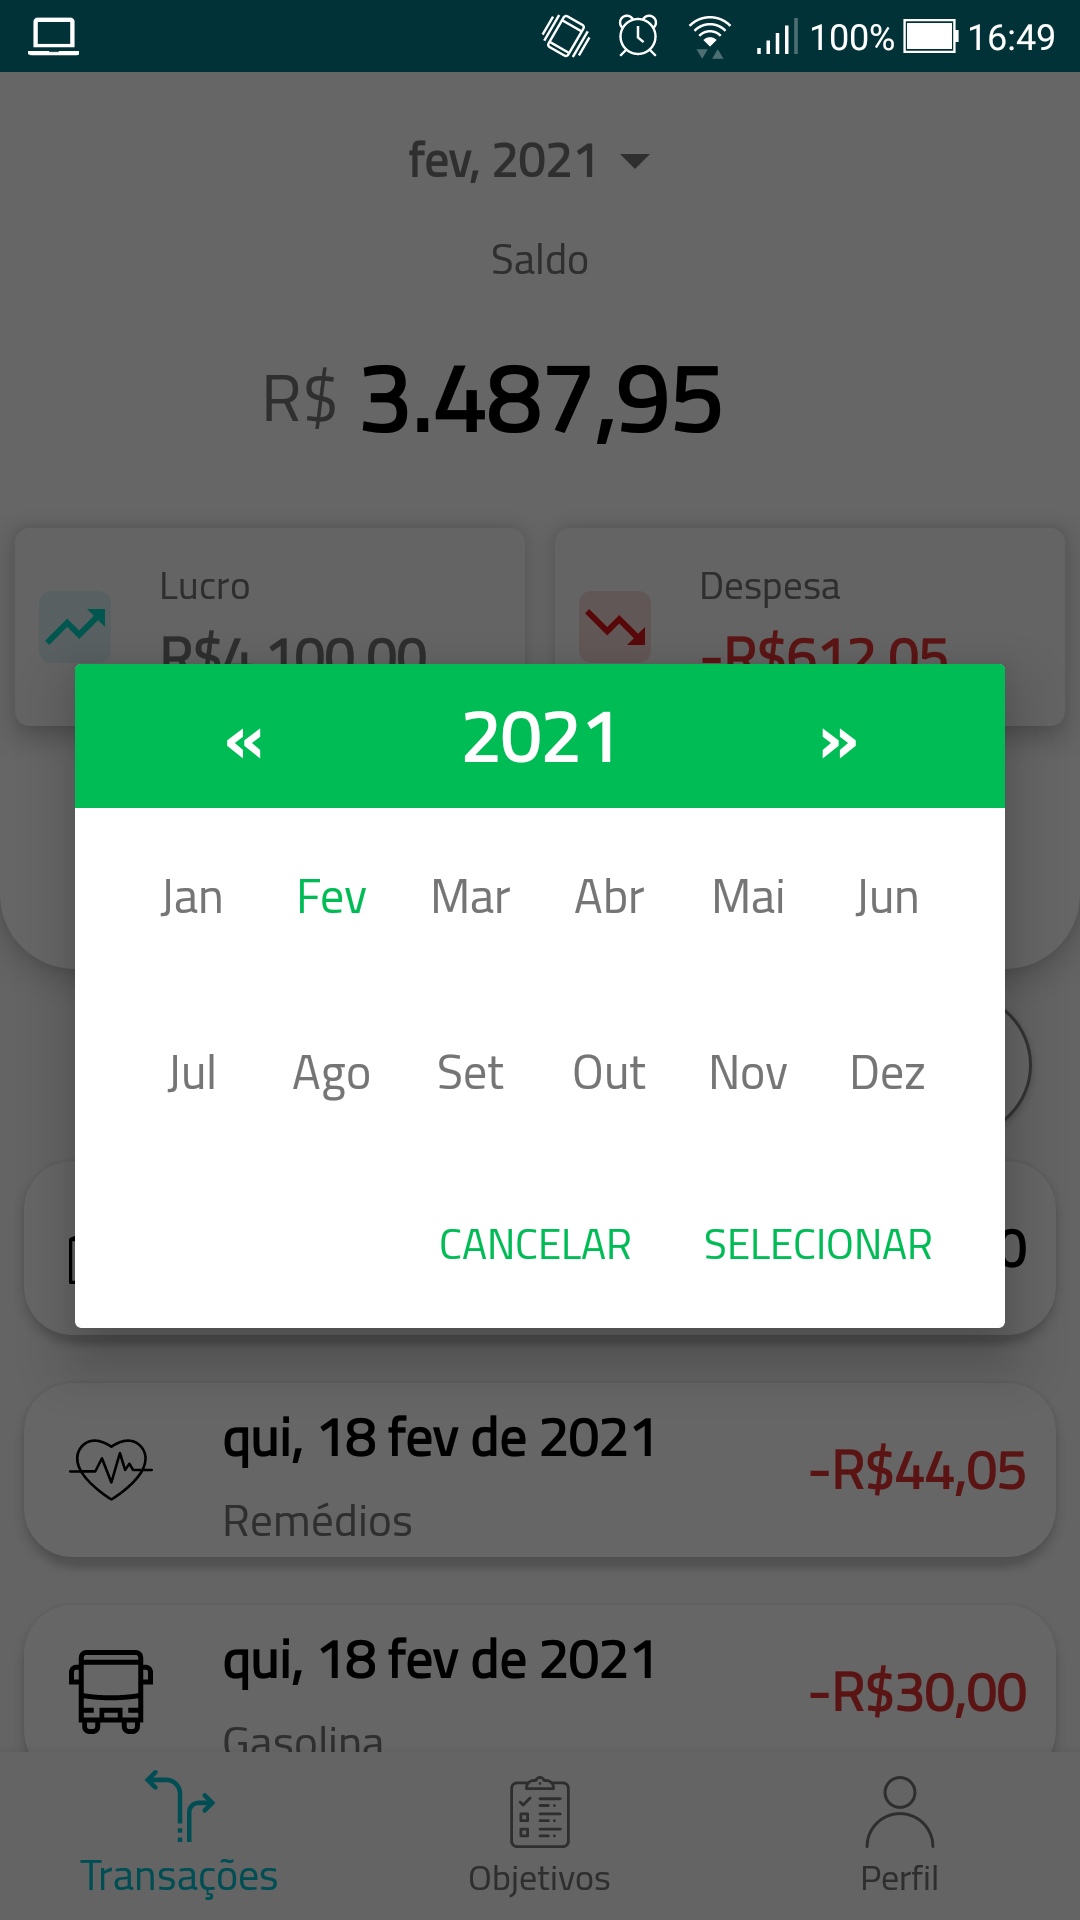 100% 16:49
fev, 2021
Saldo
R$ 3.487,95
Lucro Despesa
R$4.100,00 -R$612,05
« 2021 »
Jan Fev Mar Abr Mai Jun
Jul Ago Set Out Nov Dez
0
CANCELAR SELECIONAR
qui, 18 fev de 2021
-R$44,05
Remédios
qui, 18 fev de 2021
-R$30,00
Gasolina
Transações Objetivos Perfil